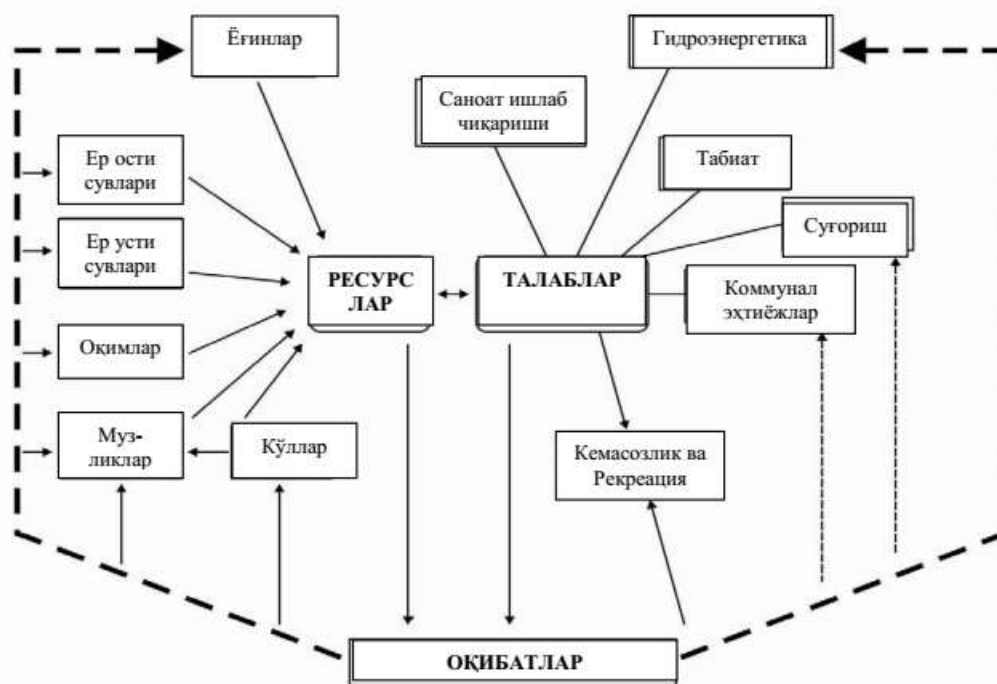 Ёғинлар
Гидроэнергетика
Саноат ишлаб
чиқариши
Ер ости
сувлари
Табиат
Ер усти
сувлари
Суғориш
РЕСУРС
ЛАР
ТАЛАБЛАР
Коммунал
эҳтиёжлар
Оқимлар
Муз-
ликлар
Кўллар
Кемасозлик ва
Рекреация
ОҚИБАТЛАР